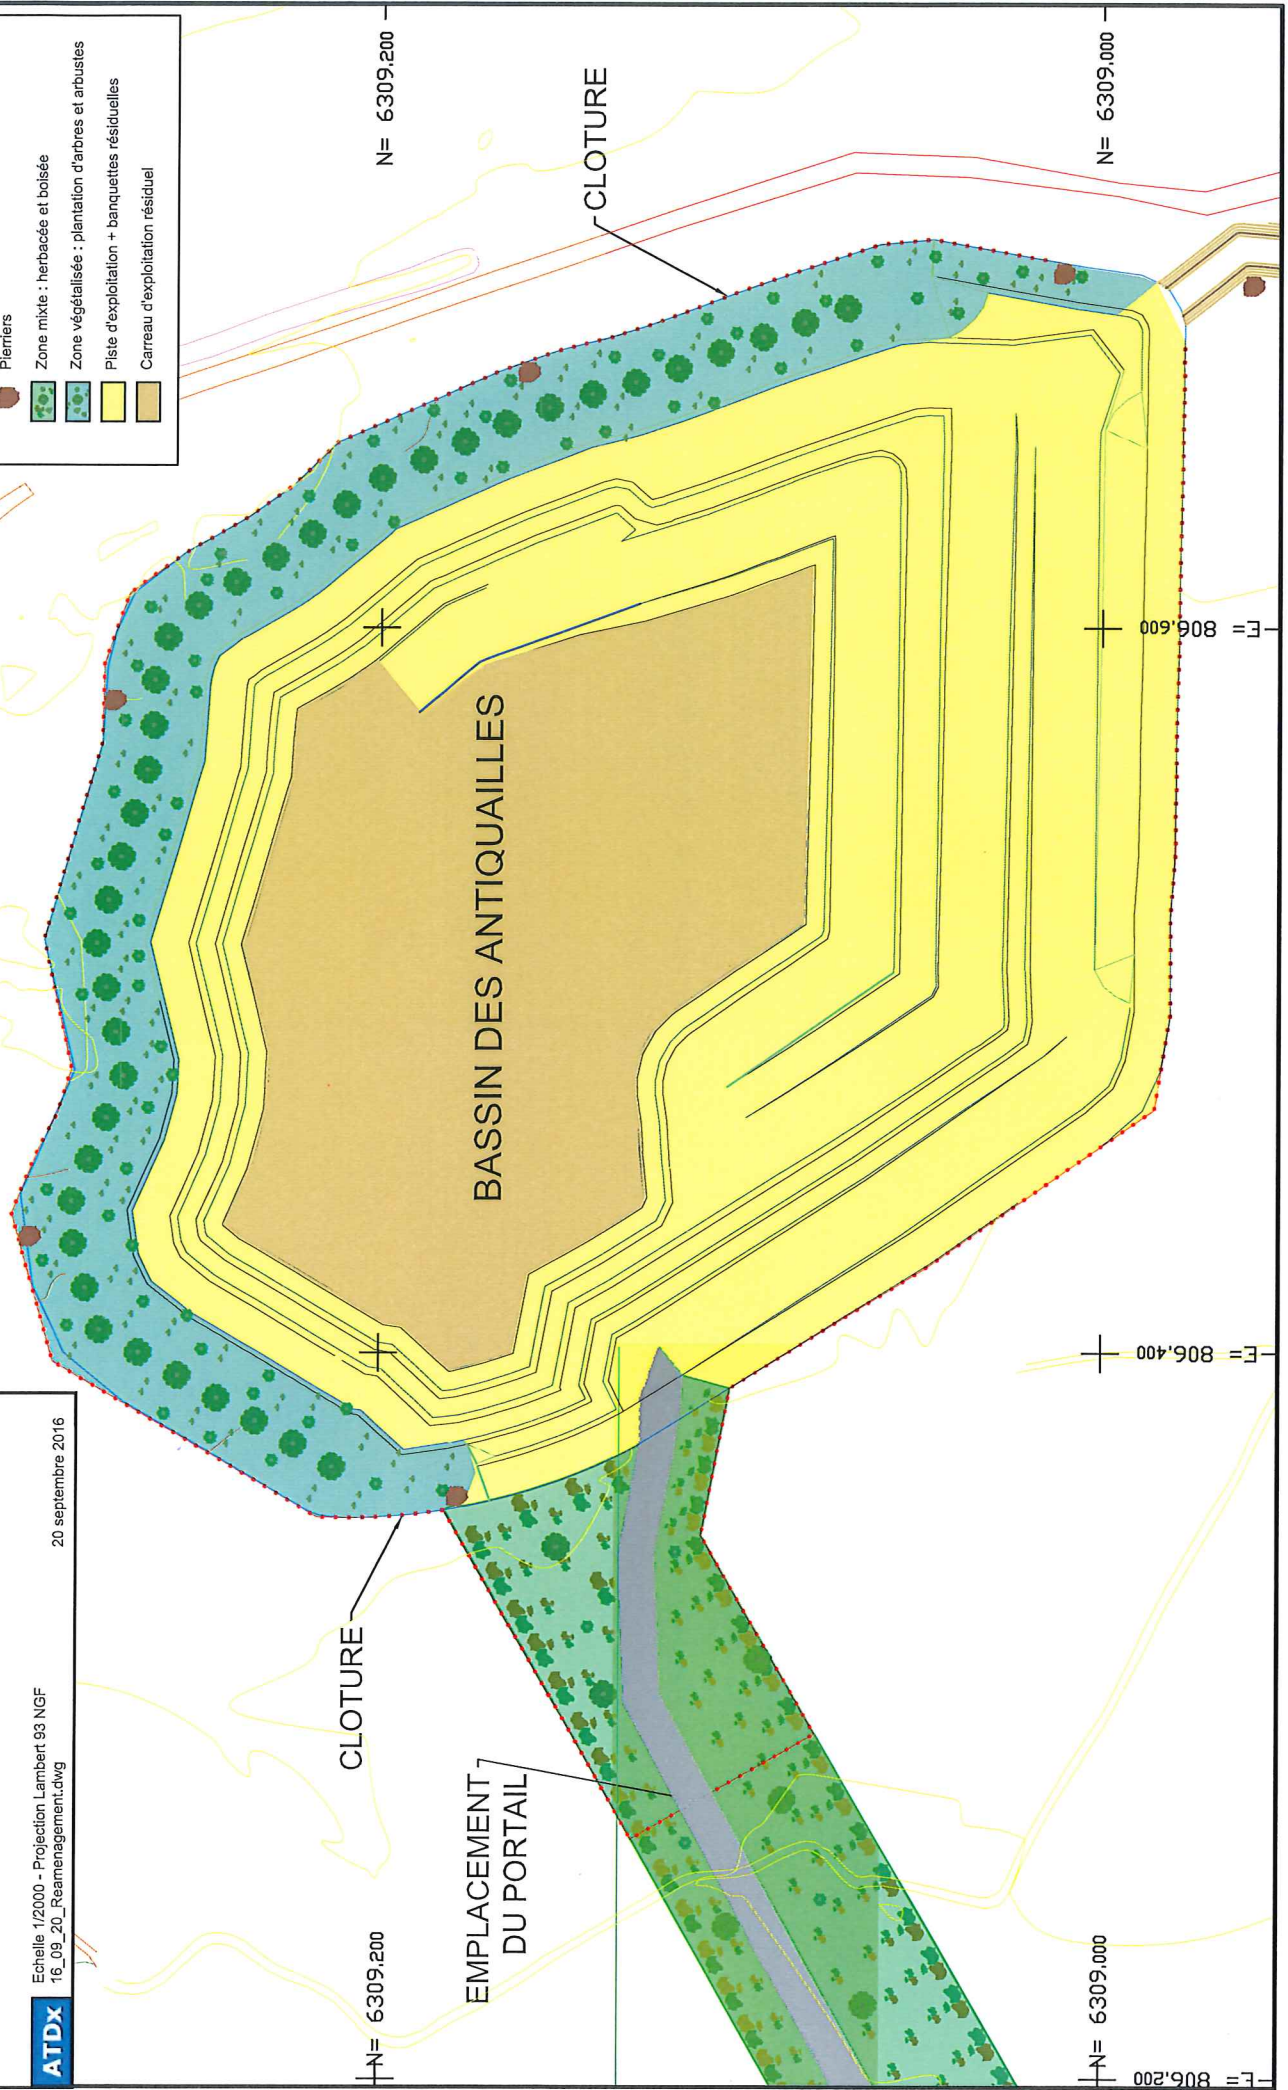 ATDx
Echelle 1/2000 - Projection Lambert 93 NGF
16_09_20_Reamenagement.dwg
20 septembre 2016
Pierriers
Zone mixte : herbacée et boisée
Zone végétalisée : plantation d'arbres et arbustes
Piste d'exploitation + banquettes résiduelles
Carreau d'exploitation résiduel
N= 6309.200
CLOTURE
N= 6309.000
BASSIN DES ANTIQUAILLES
E= 806.600
E= 806.400
CLOTURE
EMPLACEMENT
DU PORTAIL
N= 6309.200
N= 6309.000
E= 806.200